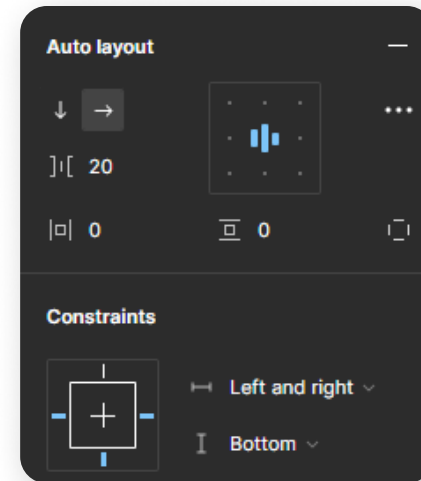 Auto layout
20
0 0
Constraints
Left and right
Bottom